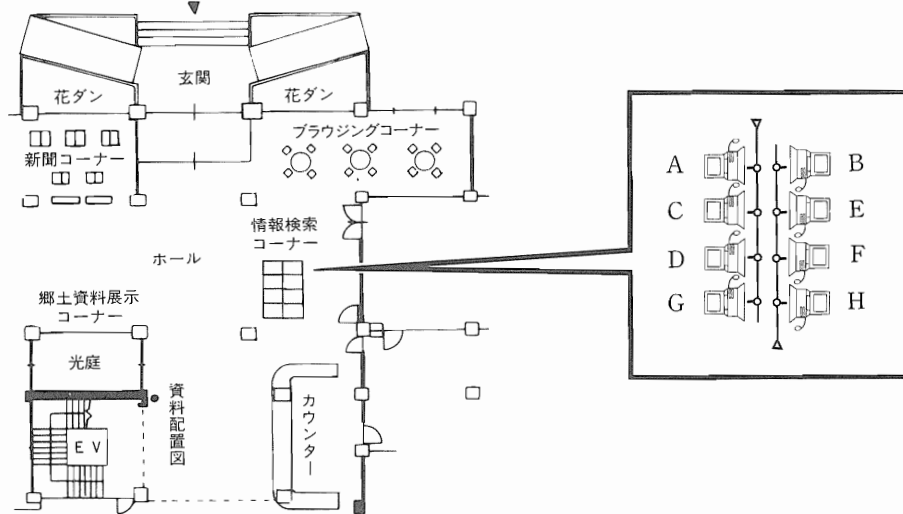 玄関
花ダン
花ダン
ブラウジングコーナー
新聞コーナー
情報検索
コーナー
ホール
郷土資料展示
コーナー
光庭
資料配置図
カウンター
EV
A
B
C
E
D
F
G
H